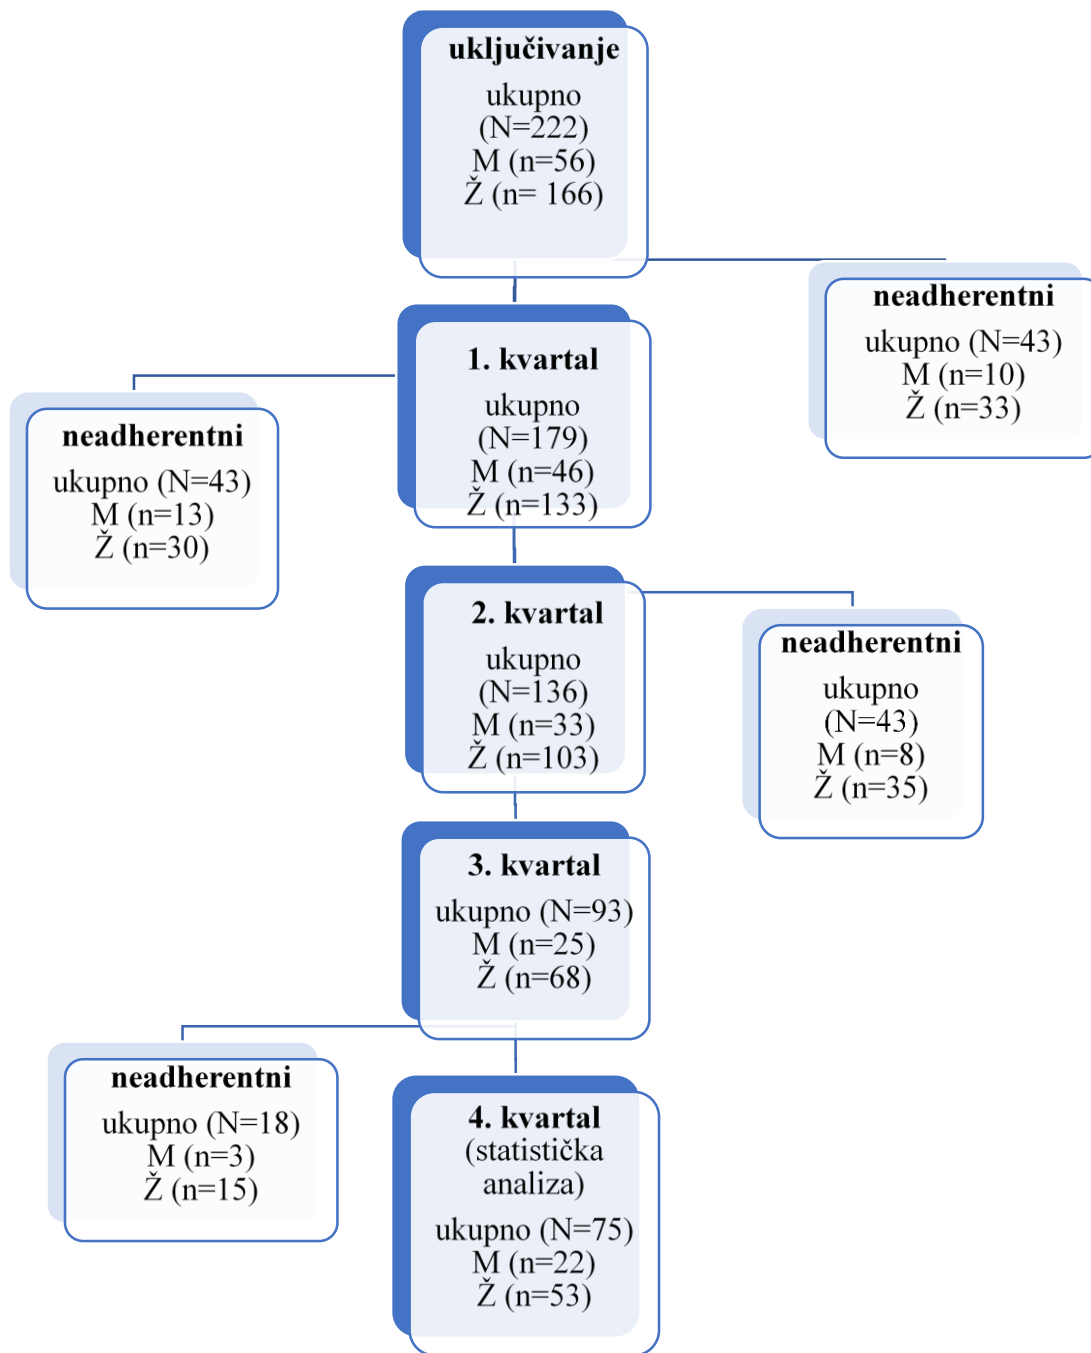 uključivanje
ukupno
(N=222)
M (n=56)
Ž (n= 166)
neadherentni
ukupno (N=43)
M (n=10)
Ž (n=33)
1. kvartal
ukupno
(N=179)
M (n=46)
Ž (n=133)
neadherentni
ukupno (N=43)
M (n=13)
Ž (n=30)
2. kvartal
ukupno
(N=136)
M (n=33)
Ž (n=103)
neadherentni
ukupno
(N=43)
M (n=8)
Ž (n=35)
3. kvartal
ukupno (N=93)
M (n=25)
Ž (n=68)
neadherentni
ukupno (N=18)
M (n=3)
Ž (n=15)
4. kvartal
(statistička
analiza)
ukupno (N=75)
M (n=22)
Ž (n=53)